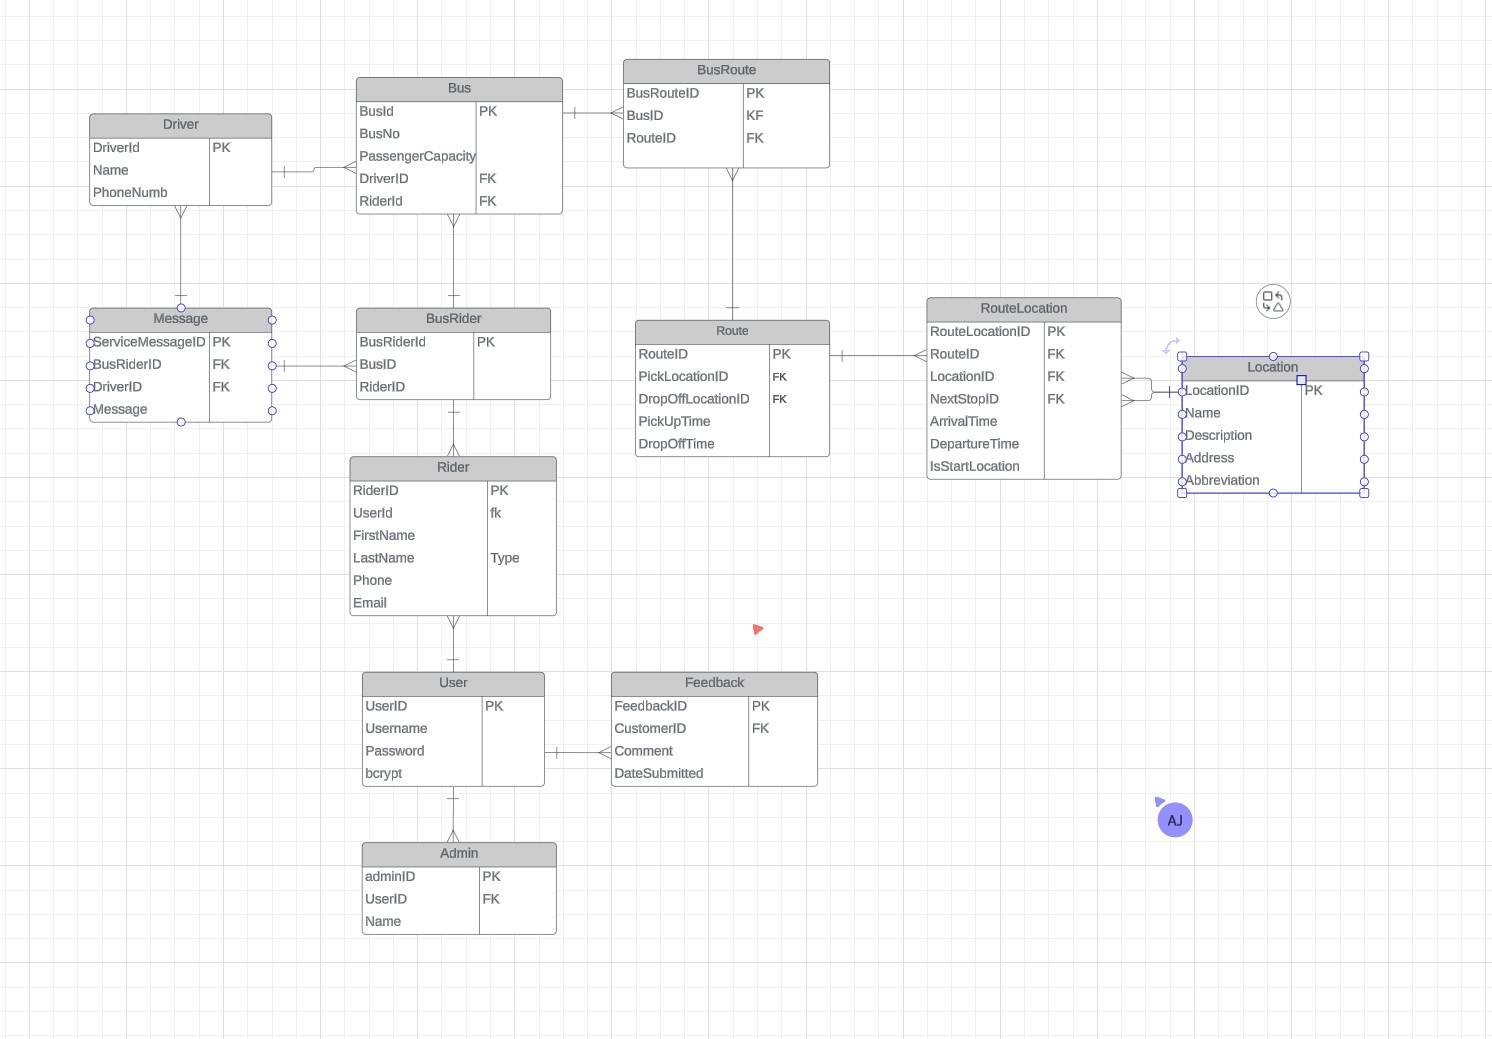 Driver
DriverId PK
Name
PhoneNumb
Bus
BusId PK
BusNo
PassengerCapacity
DriverID FK
RiderId FK
BusRoute
BusRouteID PK
BusID KF
RouteID FK
Message
ServiceMessageID PK
BusRiderID FK
DriverID FK
Message
BusRider
BusRiderId PK
BusID
RiderID
Route
RouteID PK
PickLocationID FK
DropOffLocationID FK
PickUpTime
DropOffTime
RouteLocation
RouteLocationID PK
RouteID FK
LocationID FK
NextStopID FK
ArrivalTime
DepartureTime
IsStartLocation
Location
LocationID PK
Name
Description
Address
Abbreviation
Rider
RiderID PK
UserId fk
FirstName
LastName Type
Phone
Email
User
UserID PK
Username
Password
bcrypt
Feedback
FeedbackID PK
CustomerID FK
Comment
DateSubmitted
AJ
Admin
adminID PK
UserID FK
Name